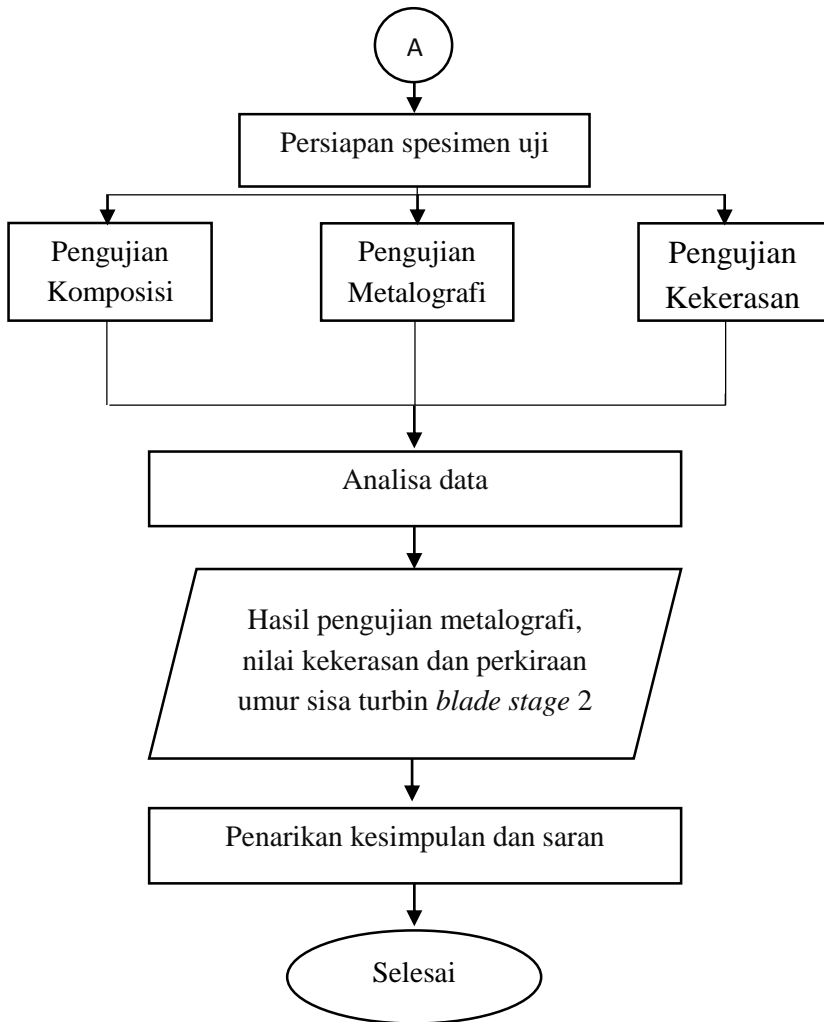 A
Persiapan spesimen uji
Pengujian
Komposisi
Pengujian
Metalografi
Pengujian
Kekerasan
Analisa data
Hasil pengujian metalografi,
nilai kekerasan dan perkiraan
umur sisa turbin blade stage 2
Penarikan kesimpulan dan saran
Selesai